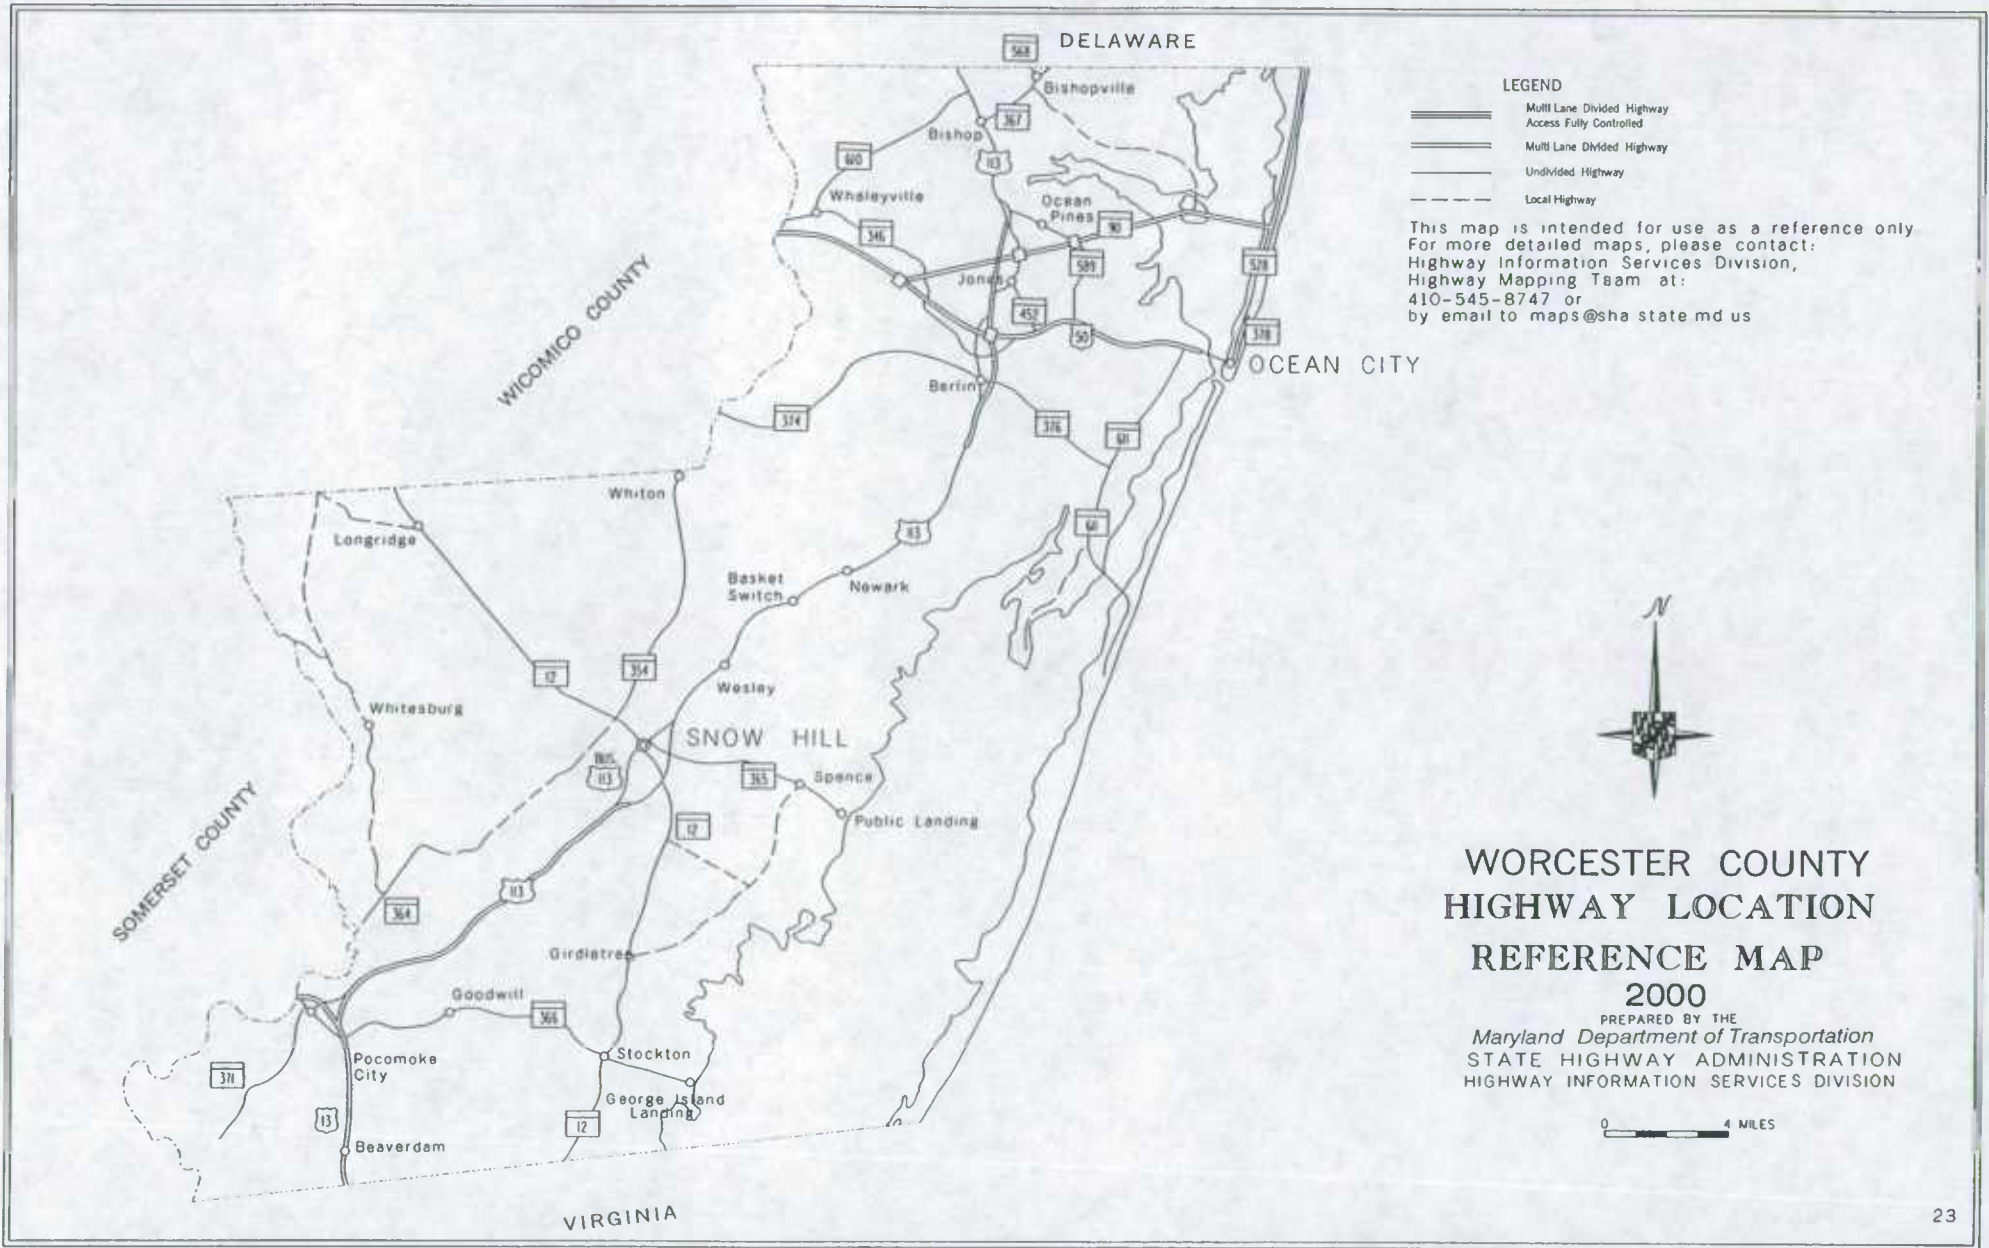 DELAWARE
568
Bishopville
367
Bishop
113
610
Whaleyville
346
Ocean
Pines
90
589
Jones
452
50
528
378
OCEAN CITY
Berlin
374
376
611
611
WICOMICO COUNTY
Whiton
Longridge
113
Basket
Switch
Newark
12
354
Wesley
Whitesburg
SNOW HILL
BUS.
113
365
Spence
12
Public Landing
SOMERSET COUNTY
113
364
Girdletree
Goodwill
366
Stockton
Pocomoke
City
371
George Island
Landing
13
12
Beaverdam
VIRGINIA
LEGEND
Multi Lane Divided Highway
Access Fully Controlled
Multi Lane Divided Highway
Undivided Highway
Local Highway
This map is intended for use as a reference only
For more detailed maps, please contact:
Highway Information Services Division,
Highway Mapping Team at:
410-545-8747 or
by email to maps@sha state md us
N
WORCESTER COUNTY
HIGHWAY LOCATION
REFERENCE MAP
2000
PREPARED BY THE
Maryland Department of Transportation
STATE HIGHWAY ADMINISTRATION
HIGHWAY INFORMATION SERVICES DIVISION
0 4 MILES
23